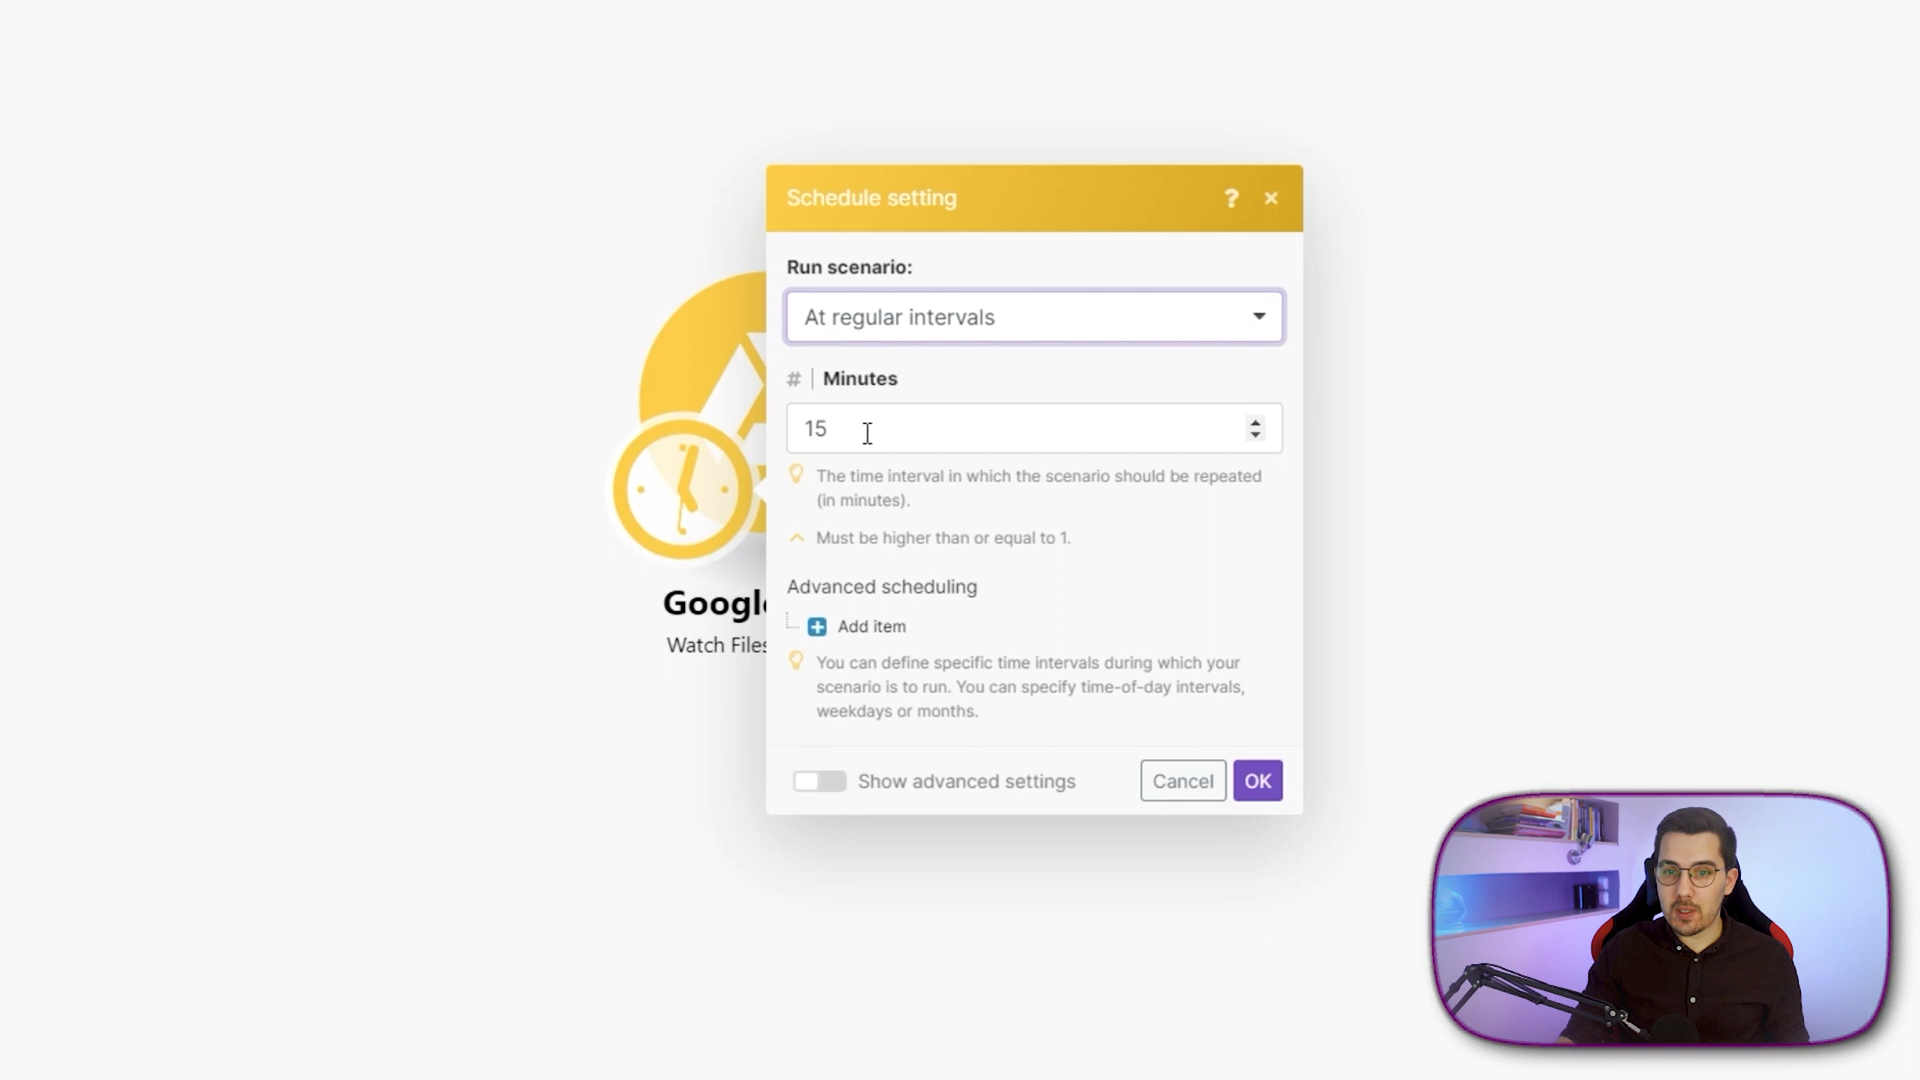 Schedule setting
Run scenario:
At regular intervals
# | Minutes
15
The time interval in which the scenario should be repeated
(in minutes).
Must be higher than or equal to 1.
Advanced scheduling
Add item
You can define specific time intervals during which your
scenario is to run. You can specify time-of-day intervals,
weekdays or months.
Show advanced settings
Cancel
OK
Google
Watch Files